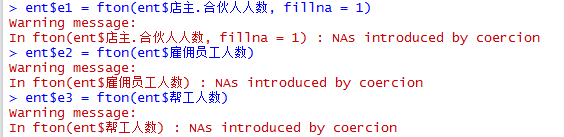 > ent$e1 = fton(ent$店主.合伙人人数, fillna = 1)
Warning message:
In fton(ent$店主.合伙人人数, fillna = 1) : NAs introduced by coercion
> ent$e2 = fton(ent$雇佣员工人数)
Warning message:
In fton(ent$雇佣员工人数) : NAs introduced by coercion
> ent$e3 = fton(ent$帮工人数)
Warning message:
In fton(ent$帮工人数) : NAs introduced by coercion